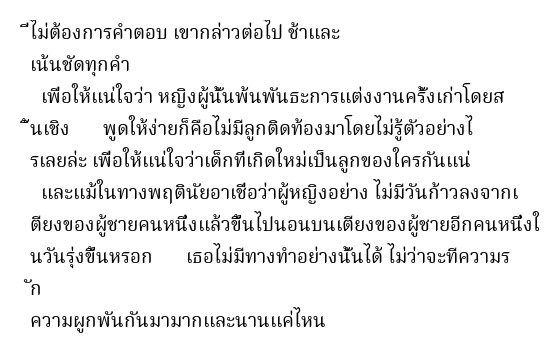 ี่ไม่ต้องการคำตอบ เขากล่าวต่อไป ช้าและ
เน้นชัดทุกคำ
เพื่อให้แน่ใจว่า หญิงผู้นั้นพ้นพันธะการแต่งงานครั้งเก่าโดยส
ิ้นเชิง พูดให้ง่ายก็คือไม่มีลูกติดท้องมาโดยไม่รู้ตัวอย่างไ
รเลยล่ะ เพื่อให้แน่ใจว่าเด็กที่เกิดใหม่เป็นลูกของใครกันแน่
และแม้ในทางพฤตินัยอาเชื่อว่าผู้หญิงอย่าง ไม่มีวันก้าวลงจากเ
ตียงของผู้ชายคนหนึ่งแล้วขึ้นไปนอนบนเตียงของผู้ชายอีกคนหนึ่งใ
นวันรุ่งขึ้นหรอก เธอไม่มีทางทำอย่างนั้นได้ ไม่ว่าจะทีความร
ัก
ความผูกพันกันมามากและนานแค่ไหน